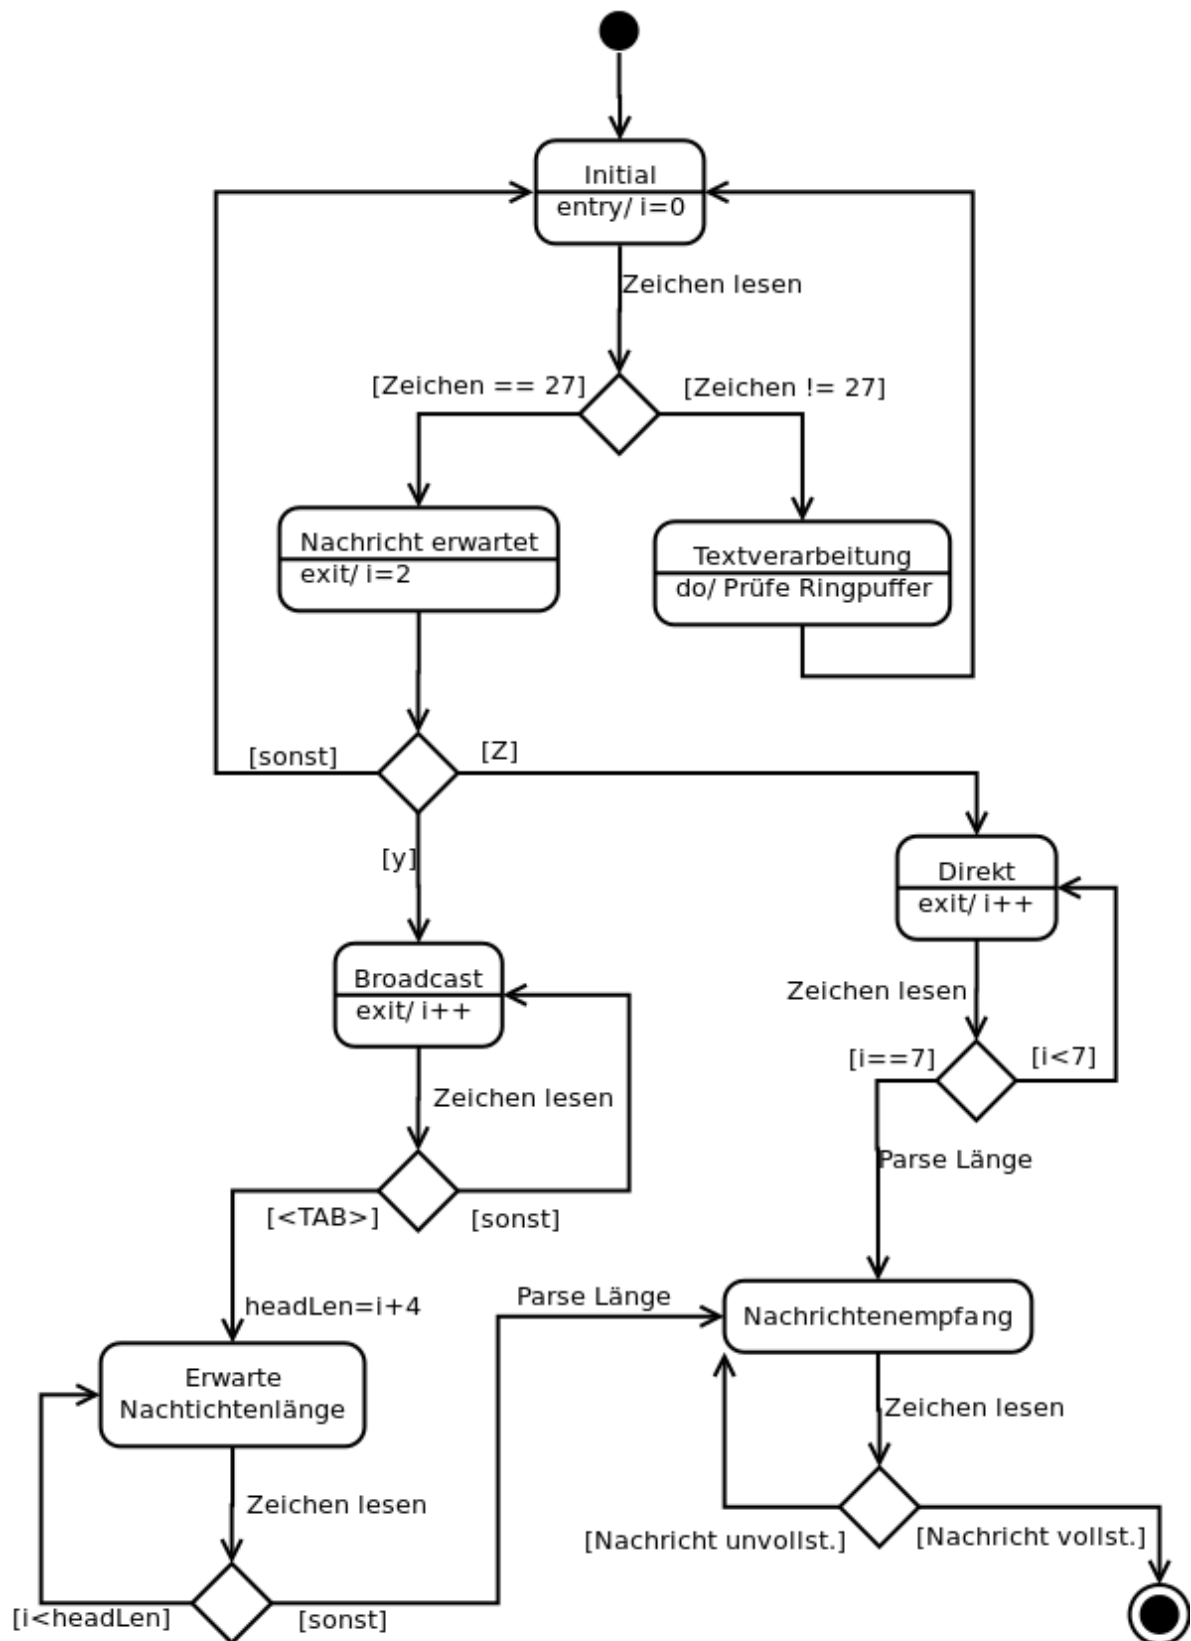 Initial
entry/ i=0
Zeichen lesen
[Zeichen == 27]
[Zeichen != 27]
Nachricht erwartet
exit/ i=2
Textverarbeitung
do/ Prüfe Ringpuffer
[sonst]
[Z]
[y]
Direkt
exit/ i++
Broadcast
exit/ i++
Zeichen lesen
[i==7]
[i<7]
Zeichen lesen
Parse Länge
[<TAB>]
[sonst]
headLen=i+4
Parse Länge
Nachrichtenempfang
Erwarte
Nachtichtenlänge
Zeichen lesen
Zeichen lesen
[Nachricht unvollst.]
[Nachricht vollst.]
[i<headLen]
[sonst]